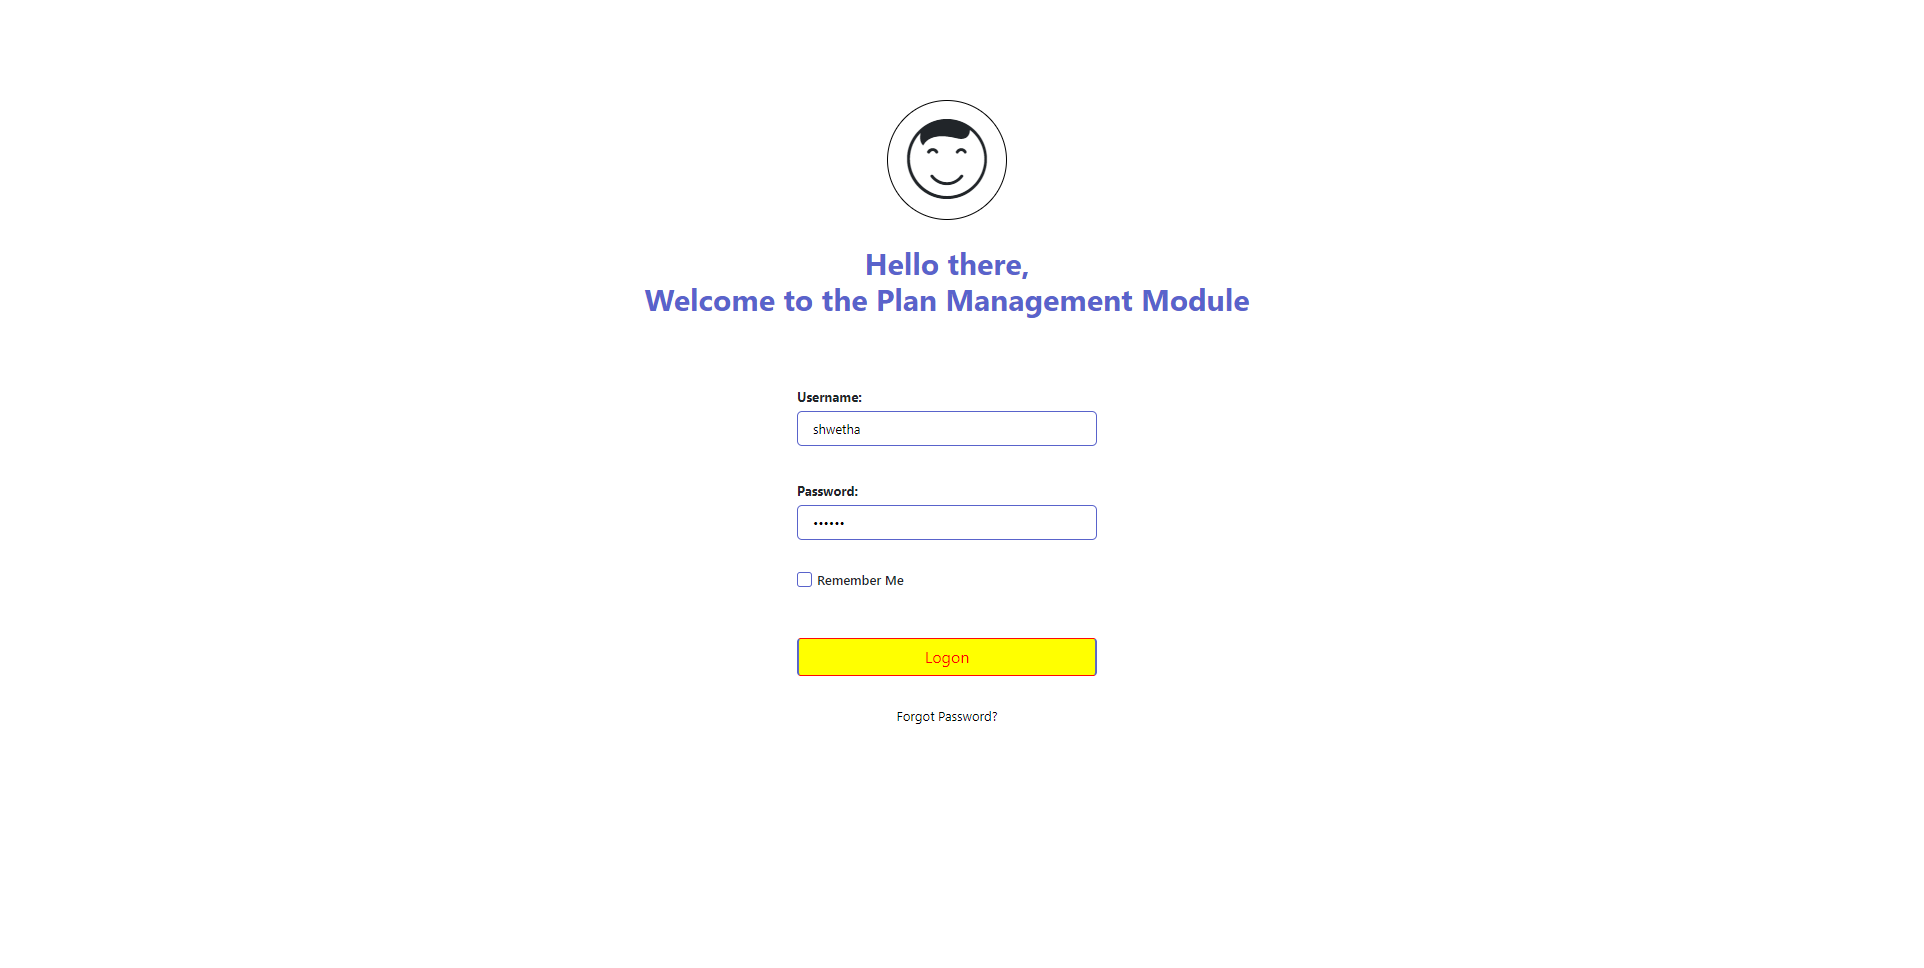 Hello there,
Welcome to the Plan Management Module
Username:
shwetha
Password:
••••••
Remember Me
Logon
Forgot Password?